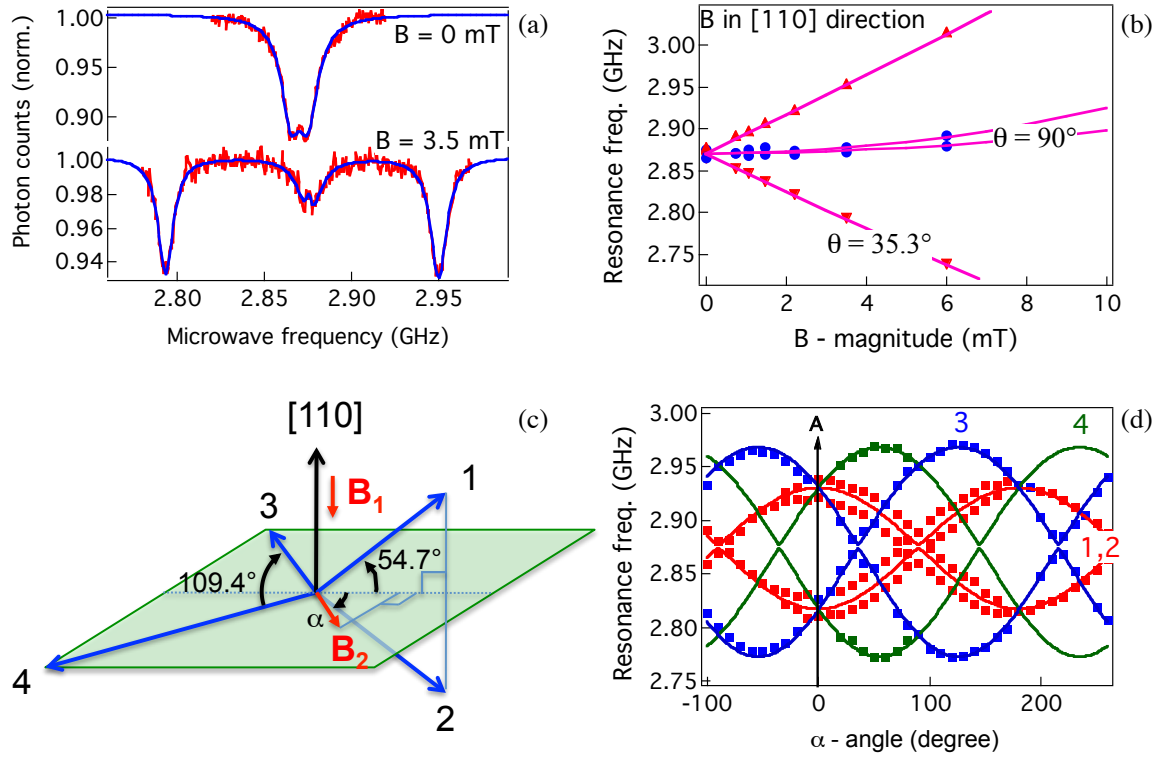 (a)
B = 0 mT
B = 3.5 mT
Photon counts (norm.)
1.00
0.95
0.90
1.00
0.98
0.96
0.94
2.80 2.85 2.90 2.95
Microwave frequency (GHz)
(b)
B in [110] direction
Resonance freq. (GHz)
3.00
2.95
2.90
2.85
2.80
2.75
θ = 90°
θ = 35.3°
0 2 4 6 8 10
B - magnitude (mT)
(c)
[110]
B1
1
3
54.7°
109.4°
α
B2
4
2
(d)
A
3
4
1,2
Resonance freq. (GHz)
3.00
2.95
2.90
2.85
2.80
2.75
-100 0 100 200
α - angle (degree)